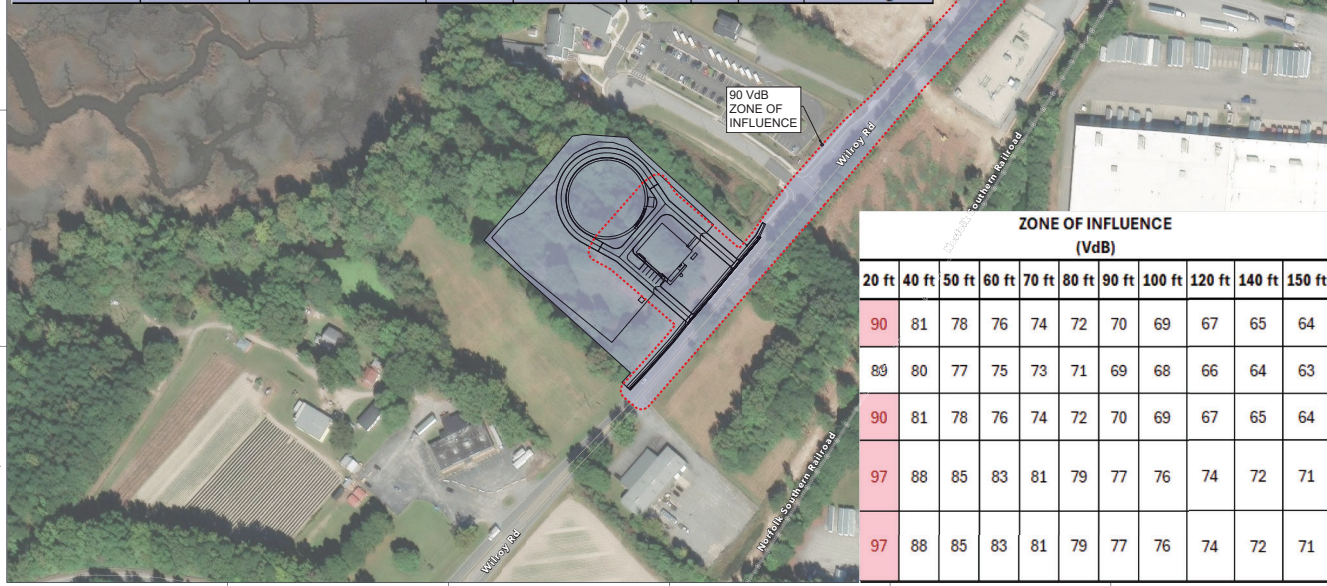 90 VdB
ZONE OF
INFLUENCE
Wilroy Rd
Norfolk Southern Railroad
ZONE OF INFLUENCE
(VdB)
20 ft 40 ft 50 ft 60 ft 70 ft 80 ft 90 ft 100 ft 120 ft 140 ft 150 ft
90 81 78 76 74 72 70 69 67 65 64
89 80 77 75 73 71 69 68 66 64 63
90 81 78 76 74 72 70 69 67 65 64
97 88 85 83 81 79 77 76 74 72 71
97 88 85 83 81 79 77 76 74 72 71
Norfolk Southern Railroad
Wilroy Rd